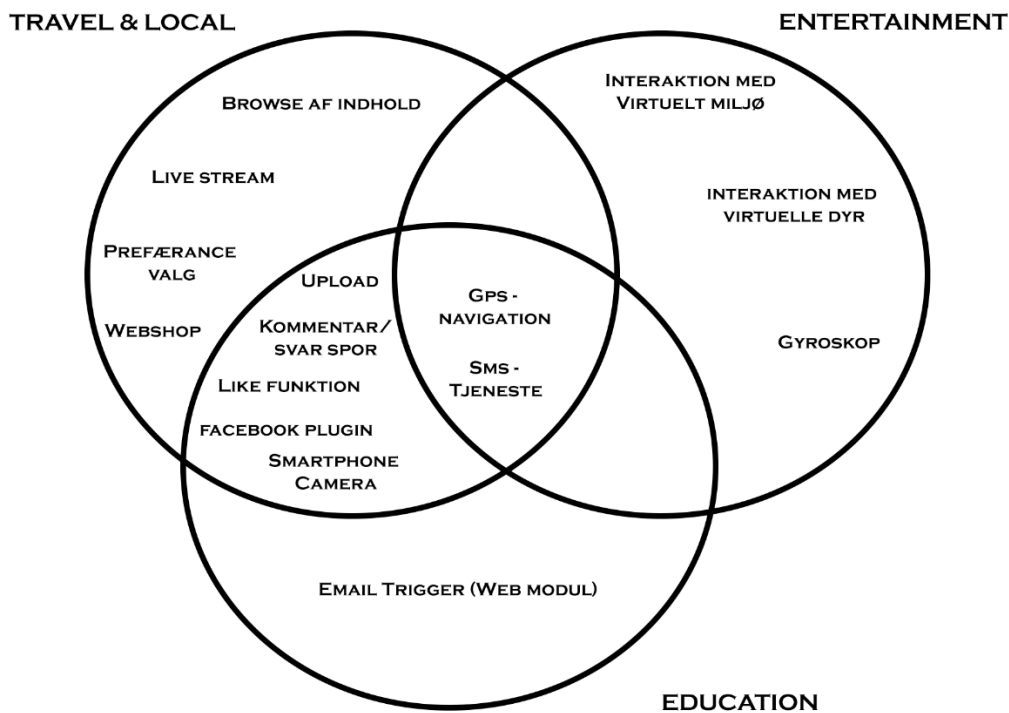 TRAVEL & LOCAL
ENTERTAINMENT
BROWSE AF INDHOLD
LIVE STREAM
PREFÆRANCE
VALG
WEBSHOP
UPLOAD
KOMMENTAR/
SVAR SPOR
LIKE FUNKTION
FACEBOOK PLUGIN
SMARTPHONE
CAMERA
GPS -
NAVIGATION
SMS -
TJENESTE
INTERAKTION MED
VIRTUELT MILJØ
INTERAKTION MED
VIRTUELLE DYR
GYROSKOP
EMAIL TRIGGER (WEB MODUL)
EDUCATION